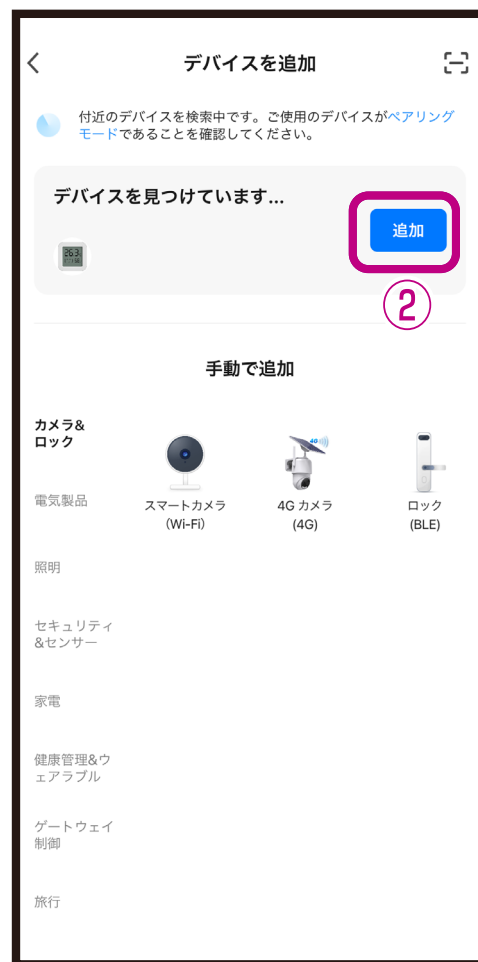 デバイスを追加
付近のデバイスを検索中です。ご使用のデバイスがペアリング
モードであることを確認してください。
デバイスを見つけています...
追加
②
手動で追加
カメラ&
ロック
スマートカメラ
(Wi-Fi)
4G カメラ
(4G)
ロック
(BLE)
電気製品
照明
セキュリティ
&センサー
家電
健康管理&ウ
ェアラブル
ゲートウェイ
制御
旅行